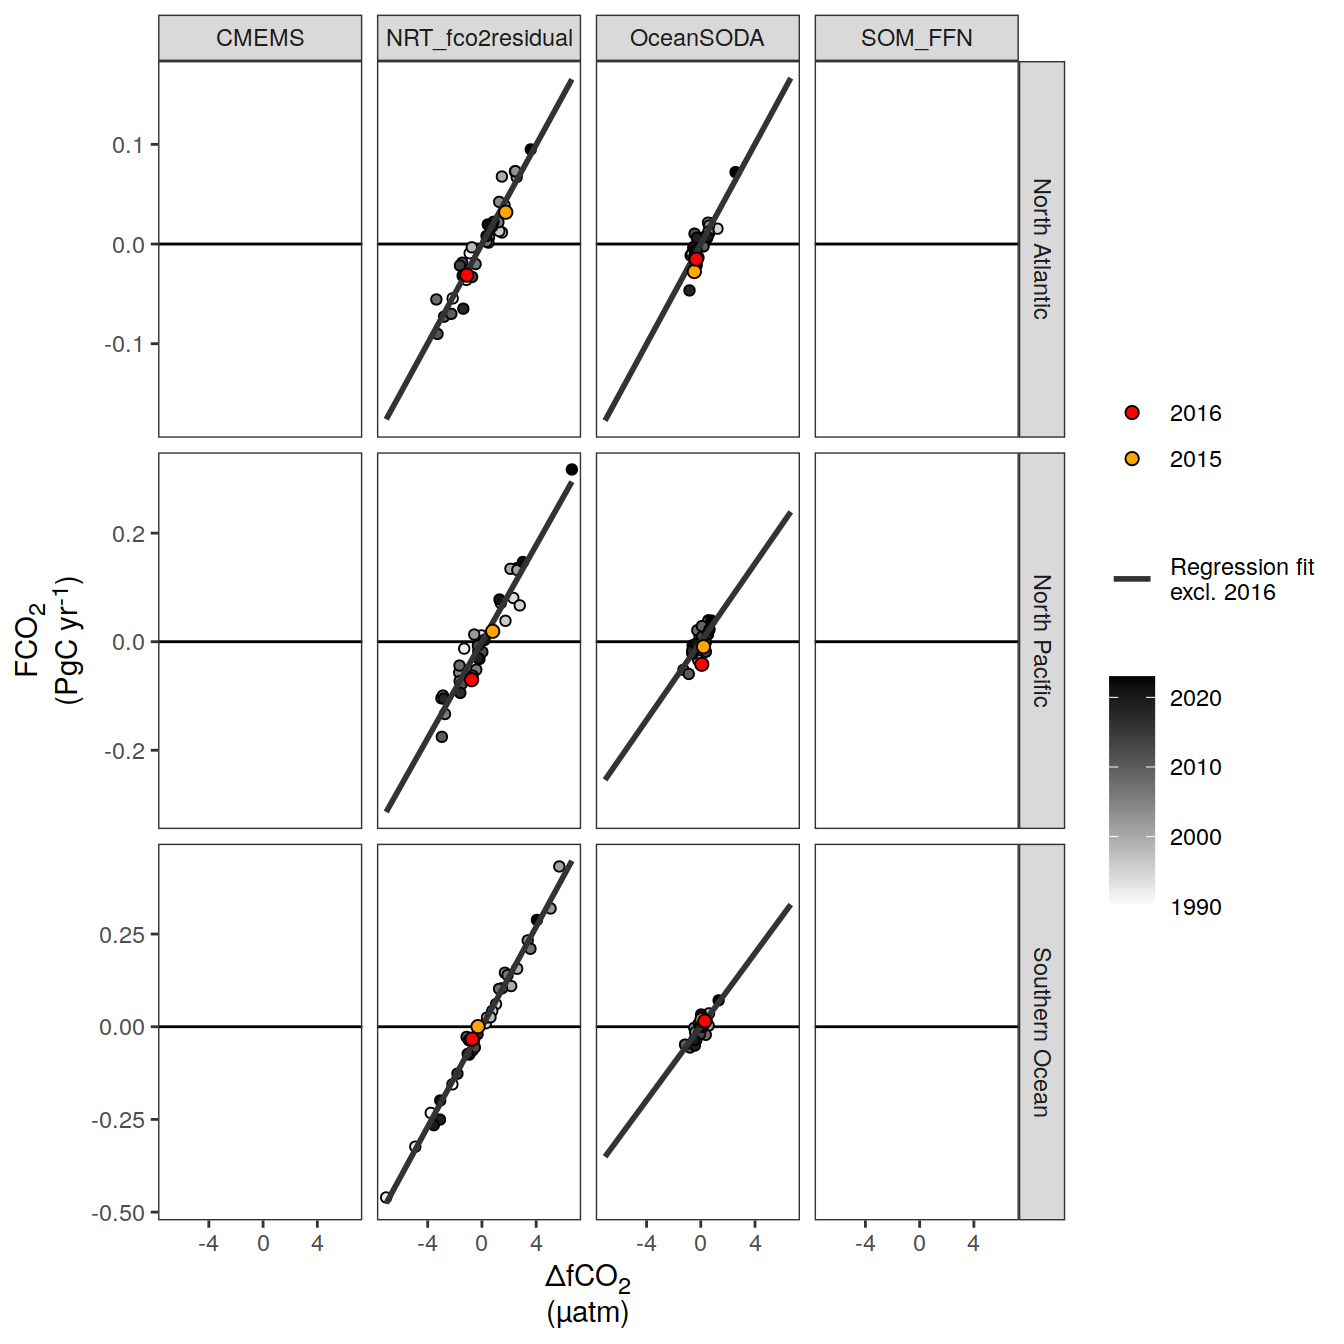 CMEMS NRT_fco2residual OceanSODA SOM_FFN
0.1
0.0
-0.1
North Atlantic
0.2
0.0
-0.2
North Pacific
0.25
0.00
-0.25
-0.50
Southern Ocean
-4 0 4 -4 0 4 -4 0 4 -4 0 4
ΔfCO₂
(µatm)
FCO₂
(PgC yr⁻¹)
2016
2015
Regression fit
excl. 2016
2020
2010
2000
1990